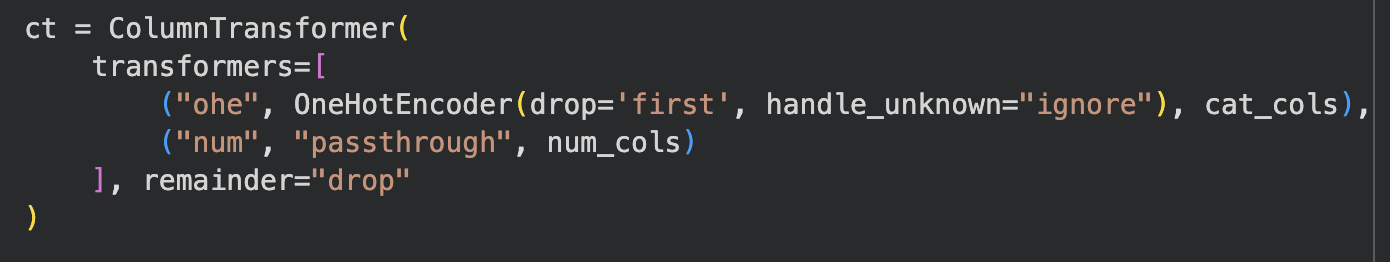 ct = ColumnTransformer(
    transformers=[
        ("ohe", OneHotEncoder(drop='first', handle_unknown="ignore"), cat_cols),
        ("num", "passthrough", num_cols)
    ], remainder="drop"
)